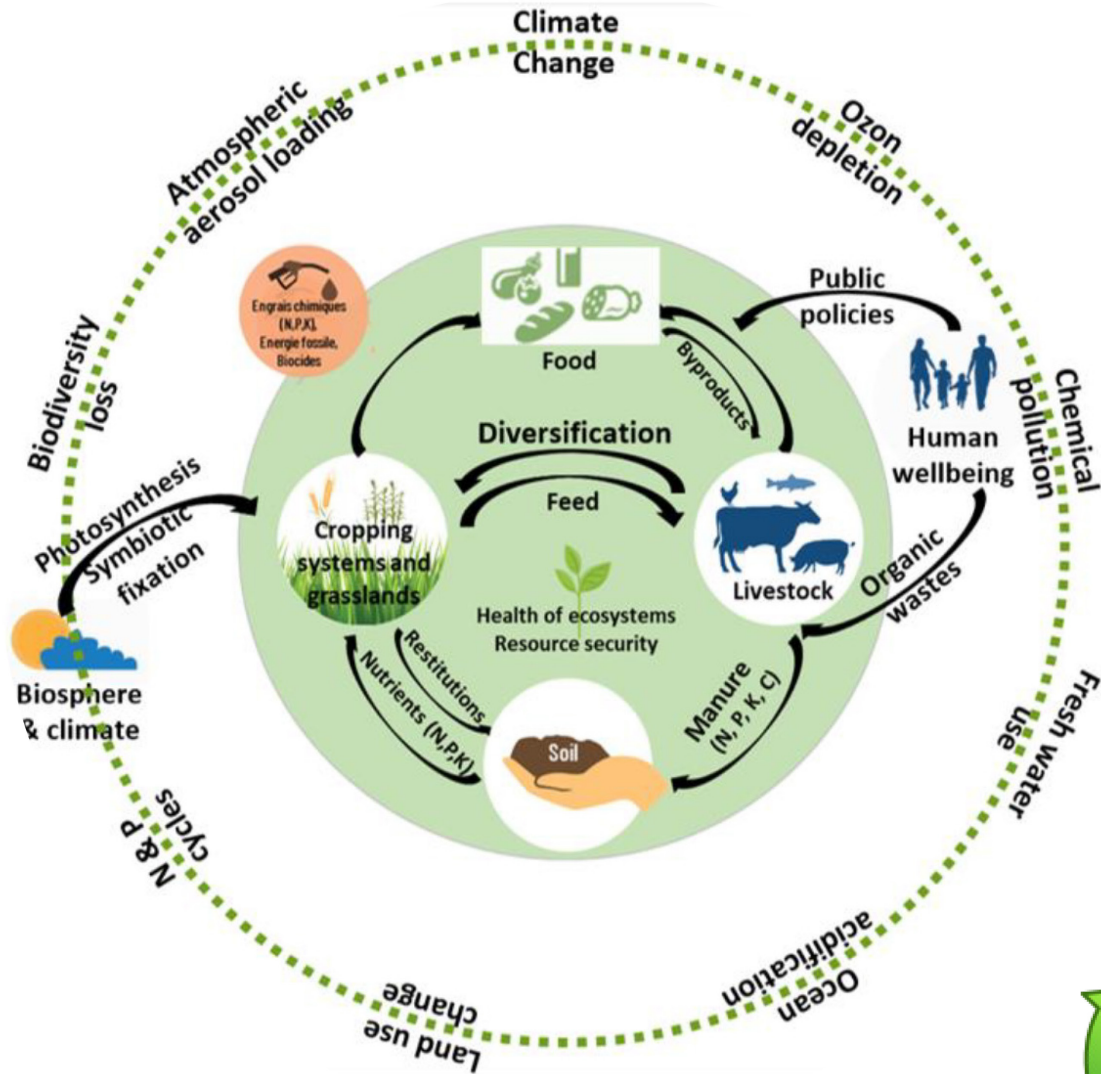 Climate
Change
Ozon
depletion
Atmospheric
aerosol loading
Engrais chimiques
(N,P,K),
Energie fossile,
Biocides
Public
policies
Food
Byproducts
Biodiversity
loss
Chemical
pollution
Human
wellbeing
Diversification
Feed
Photosynthesis
Symbiotic
fixation
Cropping
systems and
grasslands
Livestock
Organic
wastes
Health of ecosystems
Resource security
Biosphere
& climate
Restitutions
Nutrients (N,P,K)
Manure
(N, P, K, C)
Soil
Fresh water
use
N & P
cycles
Ocean
acidification
Land use
change